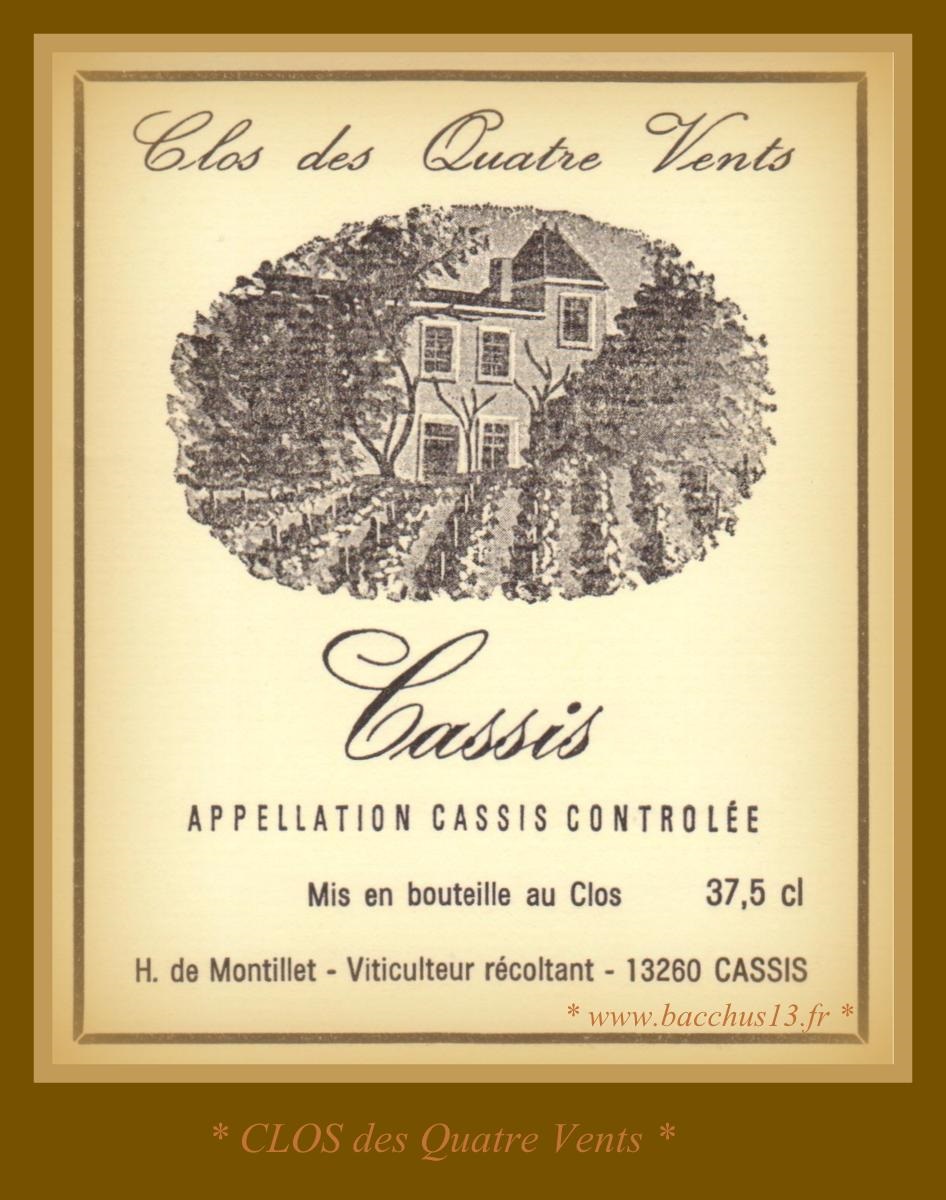 Clos des Quatre Vents
Cassis
APPELLATION CASSIS CONTROLÉE
Mis en bouteille au Clos 37,5 cl
H. de Montillet - Viticulteur récoltant - 13260 CASSIS
* www.bacchus13.fr *
* CLOS des Quatre Vents *